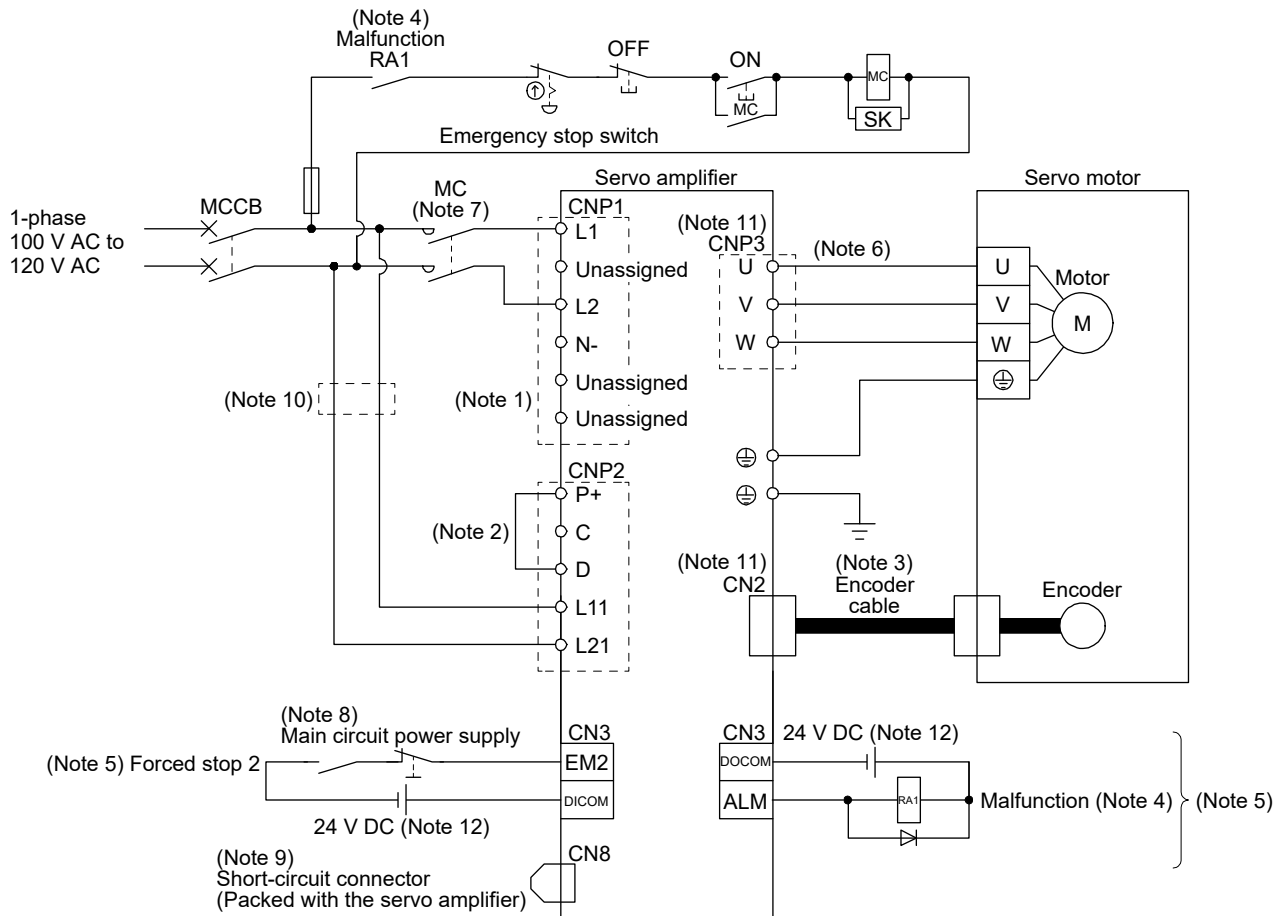 (Note 4)
Malfunction
RA1
OFF
ON
MC
MC
SK
Emergency stop switch
1-phase
100 V AC to
120 V AC
MCCB
MC
(Note 7)
Servo amplifier
Servo motor
CNP1
L1
Unassigned
L2
N-
Unassigned
Unassigned
(Note 1)
(Note 10)
(Note 11)
CNP3
U
V
W
(Note 6)
U
V
W
Motor
M
CNP2
P+
C
D
L11
L21
(Note 2)
(Note 11)
CN2
(Note 3)
Encoder
cable
Encoder
(Note 8)
Main circuit power supply
(Note 5) Forced stop 2
24 V DC (Note 12)
CN3
EM2
DICOM
CN3
DOCOM
ALM
24 V DC (Note 12)
RA1
Malfunction (Note 4)
(Note 5)
(Note 9)
Short-circuit connector
(Packed with the servo amplifier)
CN8